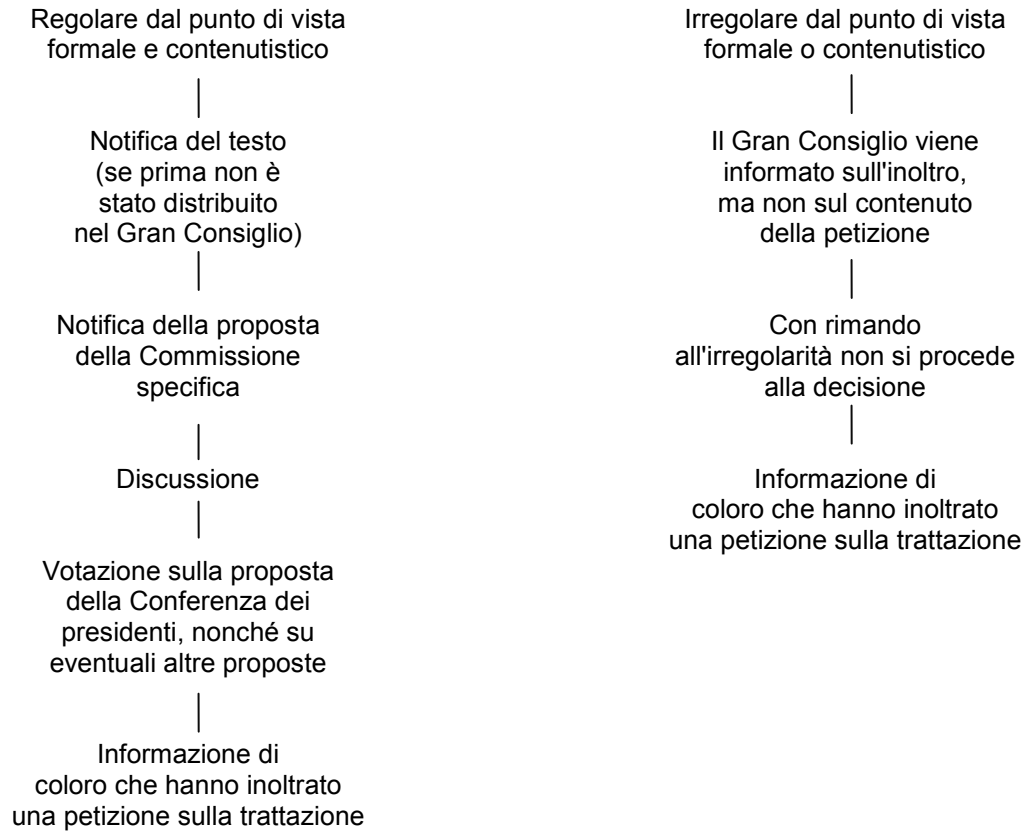 Regolare dal punto di vista
formale e contenutistico
Notifica del testo
(se prima non è
stato distribuito
nel Gran Consiglio)
Notifica della proposta
della Commissione
specifica
Discussione
Votazione sulla proposta
della Conferenza dei
presidenti, nonché su
eventuali altre proposte
Informazione di
coloro che hanno inoltrato
una petizione sulla trattazione
Irregolare dal punto di vista
formale o contenutistico
Il Gran Consiglio viene
informato sull'inoltro,
ma non sul contenuto
della petizione
Con rimando
all'irregolarità non si procede
alla decisione
Informazione di
coloro che hanno inoltrato
una petizione sulla trattazione